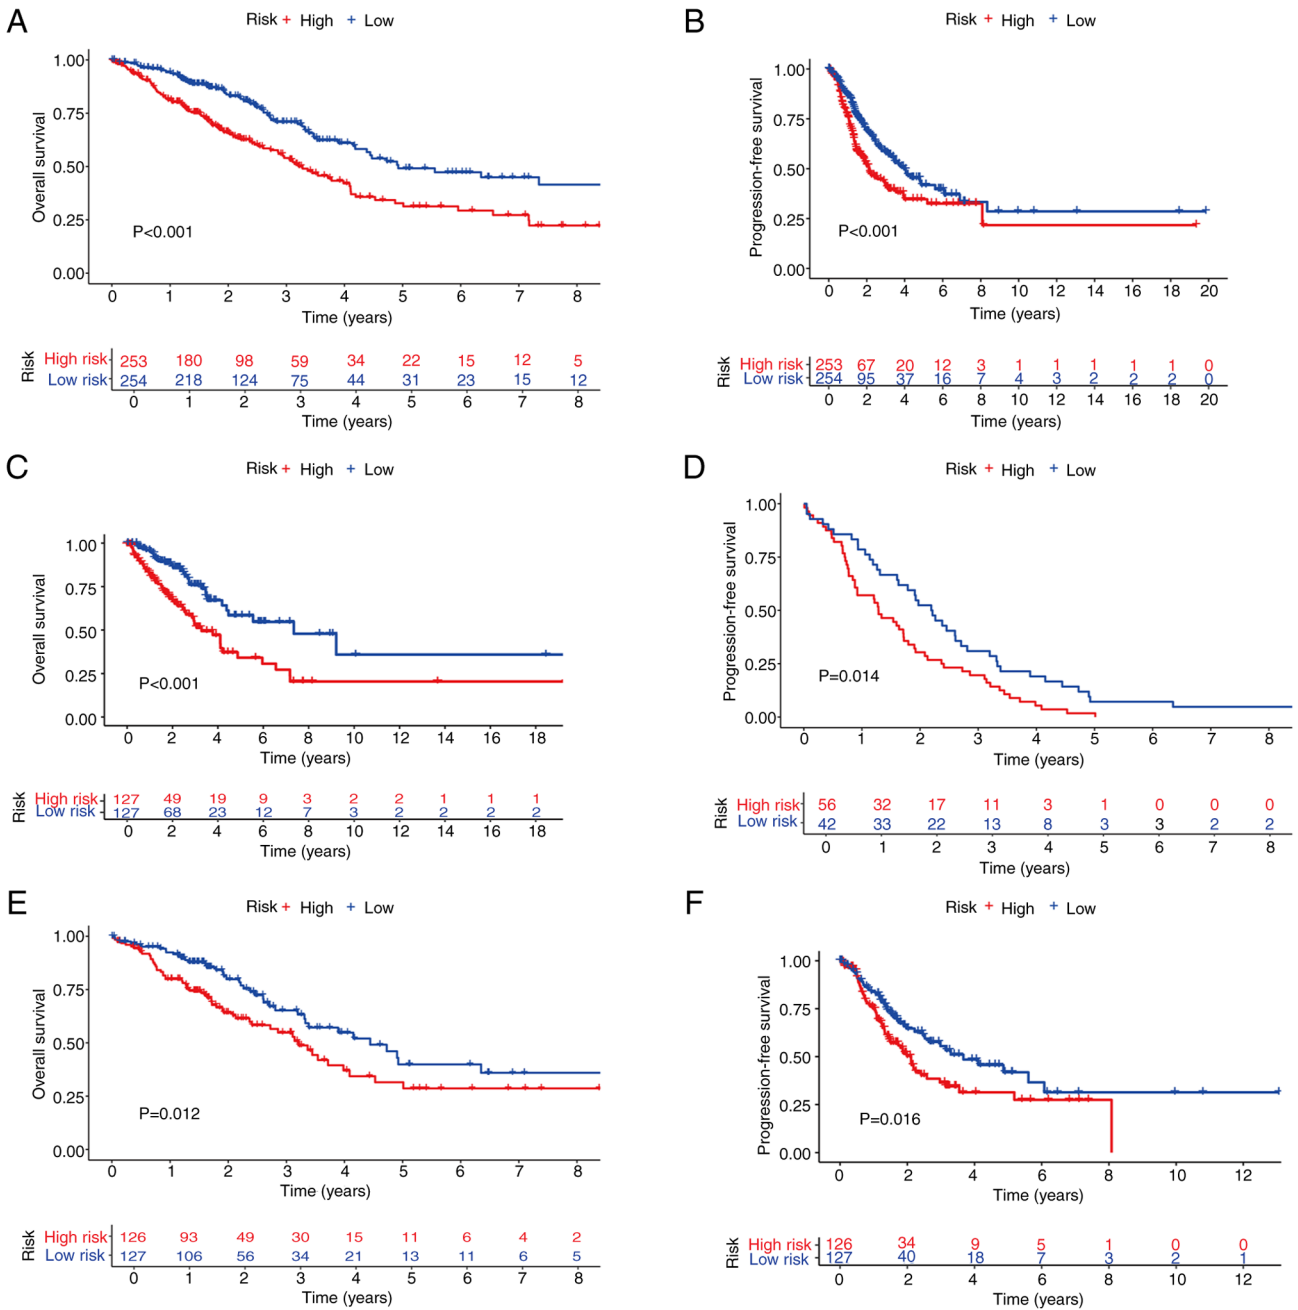 A
Risk + High + Low
1.00
0.75
0.50
0.25
0.00
Overall survival
P<0.001
0 1 2 3 4 5 6 7 8
Time (years)
Risk
High risk 253 180 98 59 34 22 15 12 5
Low risk 254 218 124 75 44 31 23 15 12
0 1 2 3 4 5 6 7 8
Time (years)
B
Risk + High + Low
1.00
0.75
0.50
0.25
0.00
Progression-free survival
P<0.001
0 2 4 6 8 10 12 14 16 18 20
Time (years)
Risk
High risk 253 67 20 12 3 1 1 1 1 1 0
Low risk 254 95 37 16 7 4 3 2 2 2 0
0 2 4 6 8 10 12 14 16 18 20
Time (years)
C
Risk + High + Low
1.00
0.75
0.50
0.25
0.00
Overall survival
P<0.001
0 2 4 6 8 10 12 14 16 18
Time (years)
Risk
High risk 127 49 19 9 3 2 2 1 1 1
Low risk 127 68 23 12 7 3 2 2 2 2
0 2 4 6 8 10 12 14 16 18
Time (years)
D
Risk + High + Low
1.00
0.75
0.50
0.25
0.00
Progression-free survival
P=0.014
0 1 2 3 4 5 6 7 8
Time (years)
Risk
High risk 56 32 17 11 3 1 0 0 0
Low risk 42 33 22 13 8 3 3 2 2
0 1 2 3 4 5 6 7 8
Time (years)
E
Risk + High + Low
1.00
0.75
0.50
0.25
0.00
Overall survival
P=0.012
0 1 2 3 4 5 6 7 8
Time (years)
Risk
High risk 126 93 49 30 15 11 6 4 2
Low risk 127 106 56 34 21 13 11 6 5
0 1 2 3 4 5 6 7 8
Time (years)
F
Risk + High + Low
1.00
0.75
0.50
0.25
0.00
Progression-free survival
P=0.016
0 2 4 6 8 10 12
Time (years)
Risk
High risk 126 34 9 5 1 0 0
Low risk 127 40 18 7 3 2 1
0 2 4 6 8 10 12
Time (years)